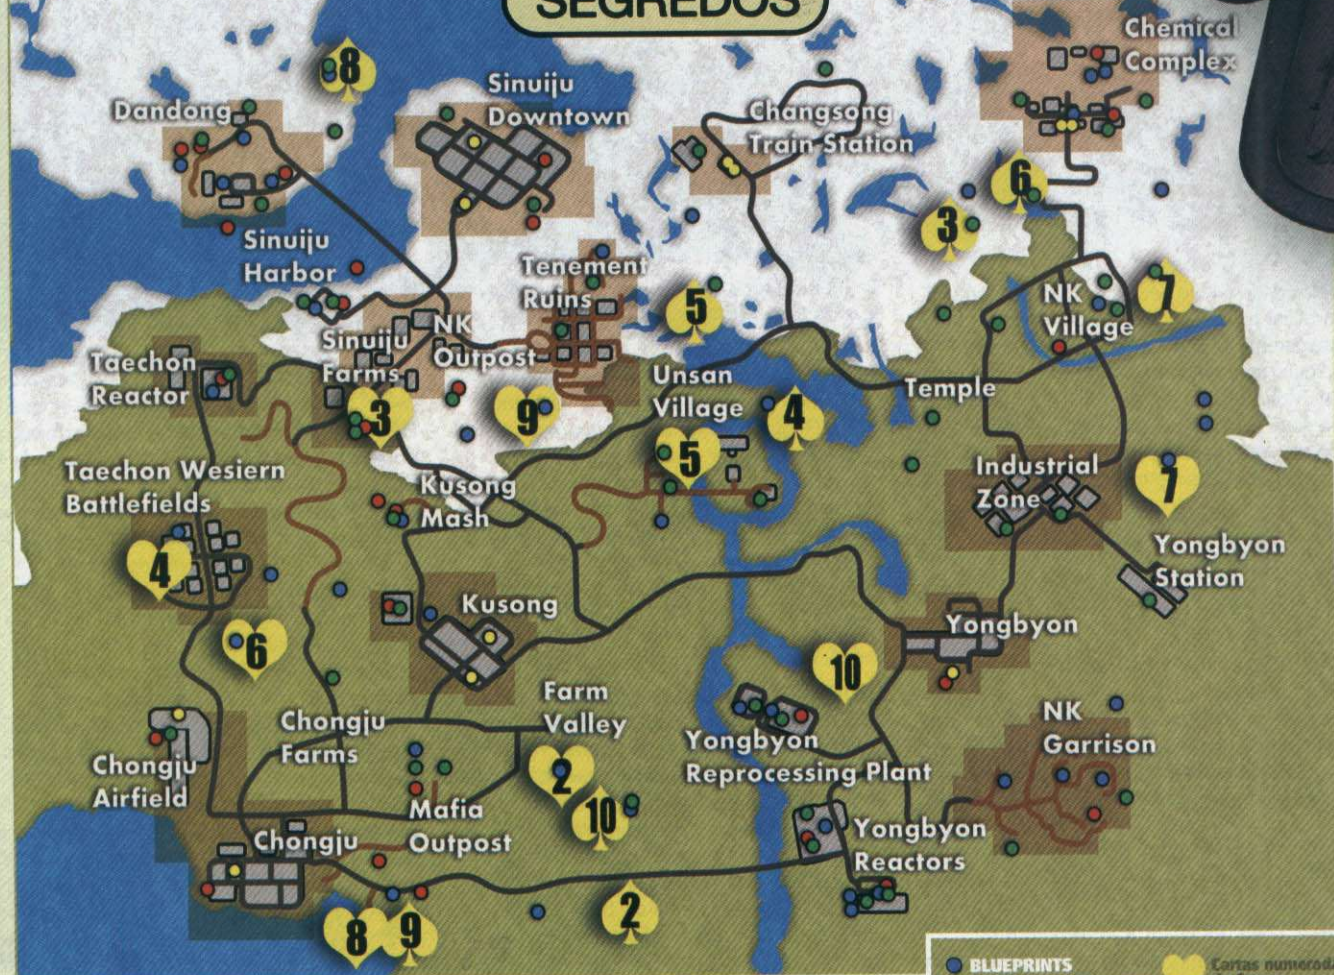 SEGREDOS
Chemical
Complex
8
Dandong
Sinuiju
Downtown
Changsong
Train Station
6
3
Sinuiju
Harbor
Tenement
Ruins
5
NK
Village
7
Sinuiju
Farms
NK
Outpost
Taechon
Reactor
3
9
Unsan
Village
4
Temple
5
Taechon Wesiern
Battlefields
Kusong
Mash
Industrial
Zone
7
4
Yongbyon
Station
Kusong
Yongbyon
6
10
Farm
Valley
Chongju
Farms
NK
Garrison
Yongbyon
Reprocessing Plant
Chongju
Airfield
2
10
Mafia
Outpost
Chongju
Yongbyon
Reactors
8
9
2
BLUEPRINTS
Cartas numerad